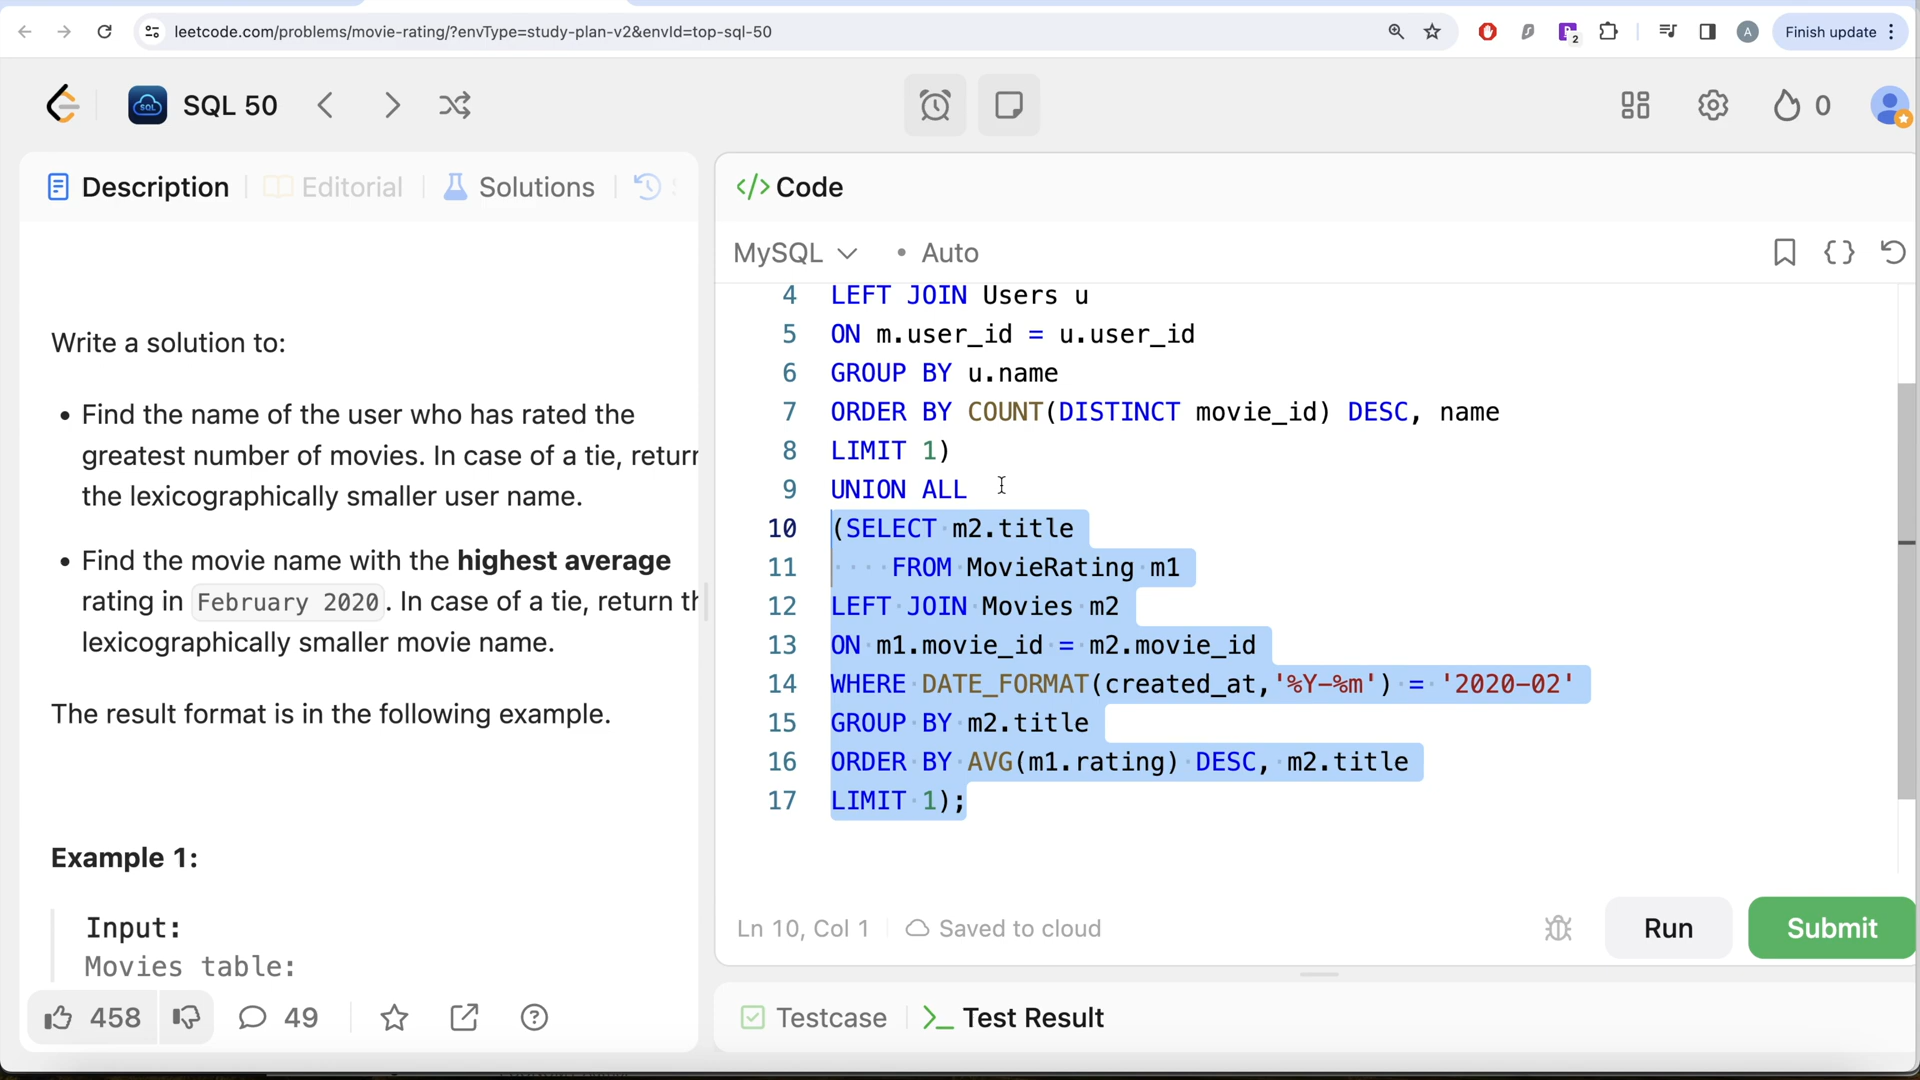 leetcode.com/problems/movie-rating/?envType=study-plan-v2&envId=top-sql-50
2
A
Finish update
SQL
SQL 50
0
Description
Editorial
Solutions
Write a solution to:
• Find the name of the user who has rated the
greatest number of movies. In case of a tie, return
the lexicographically smaller user name.
• Find the movie name with the highest average
rating in February 2020. In case of a tie, return th
lexicographically smaller movie name.
The result format is in the following example.
Example 1:
Input:
Movies table:
458
49
</> Code
MySQL
• Auto
4 LEFT JOIN Users u
5 ON m.user_id = u.user_id
6 GROUP BY u.name
7 ORDER BY COUNT(DISTINCT movie_id) DESC, name
8 LIMIT 1)
9 UNION ALL
10 (SELECT m2.title
11     FROM MovieRating m1
12 LEFT JOIN Movies m2
13 ON m1.movie_id = m2.movie_id
14 WHERE DATE_FORMAT(created_at,'%Y-%m') = '2020-02'
15 GROUP BY m2.title
16 ORDER BY AVG(m1.rating) DESC, m2.title
17 LIMIT 1);
Ln 10, Col 1
Saved to cloud
Run
Submit
Testcase
Test Result